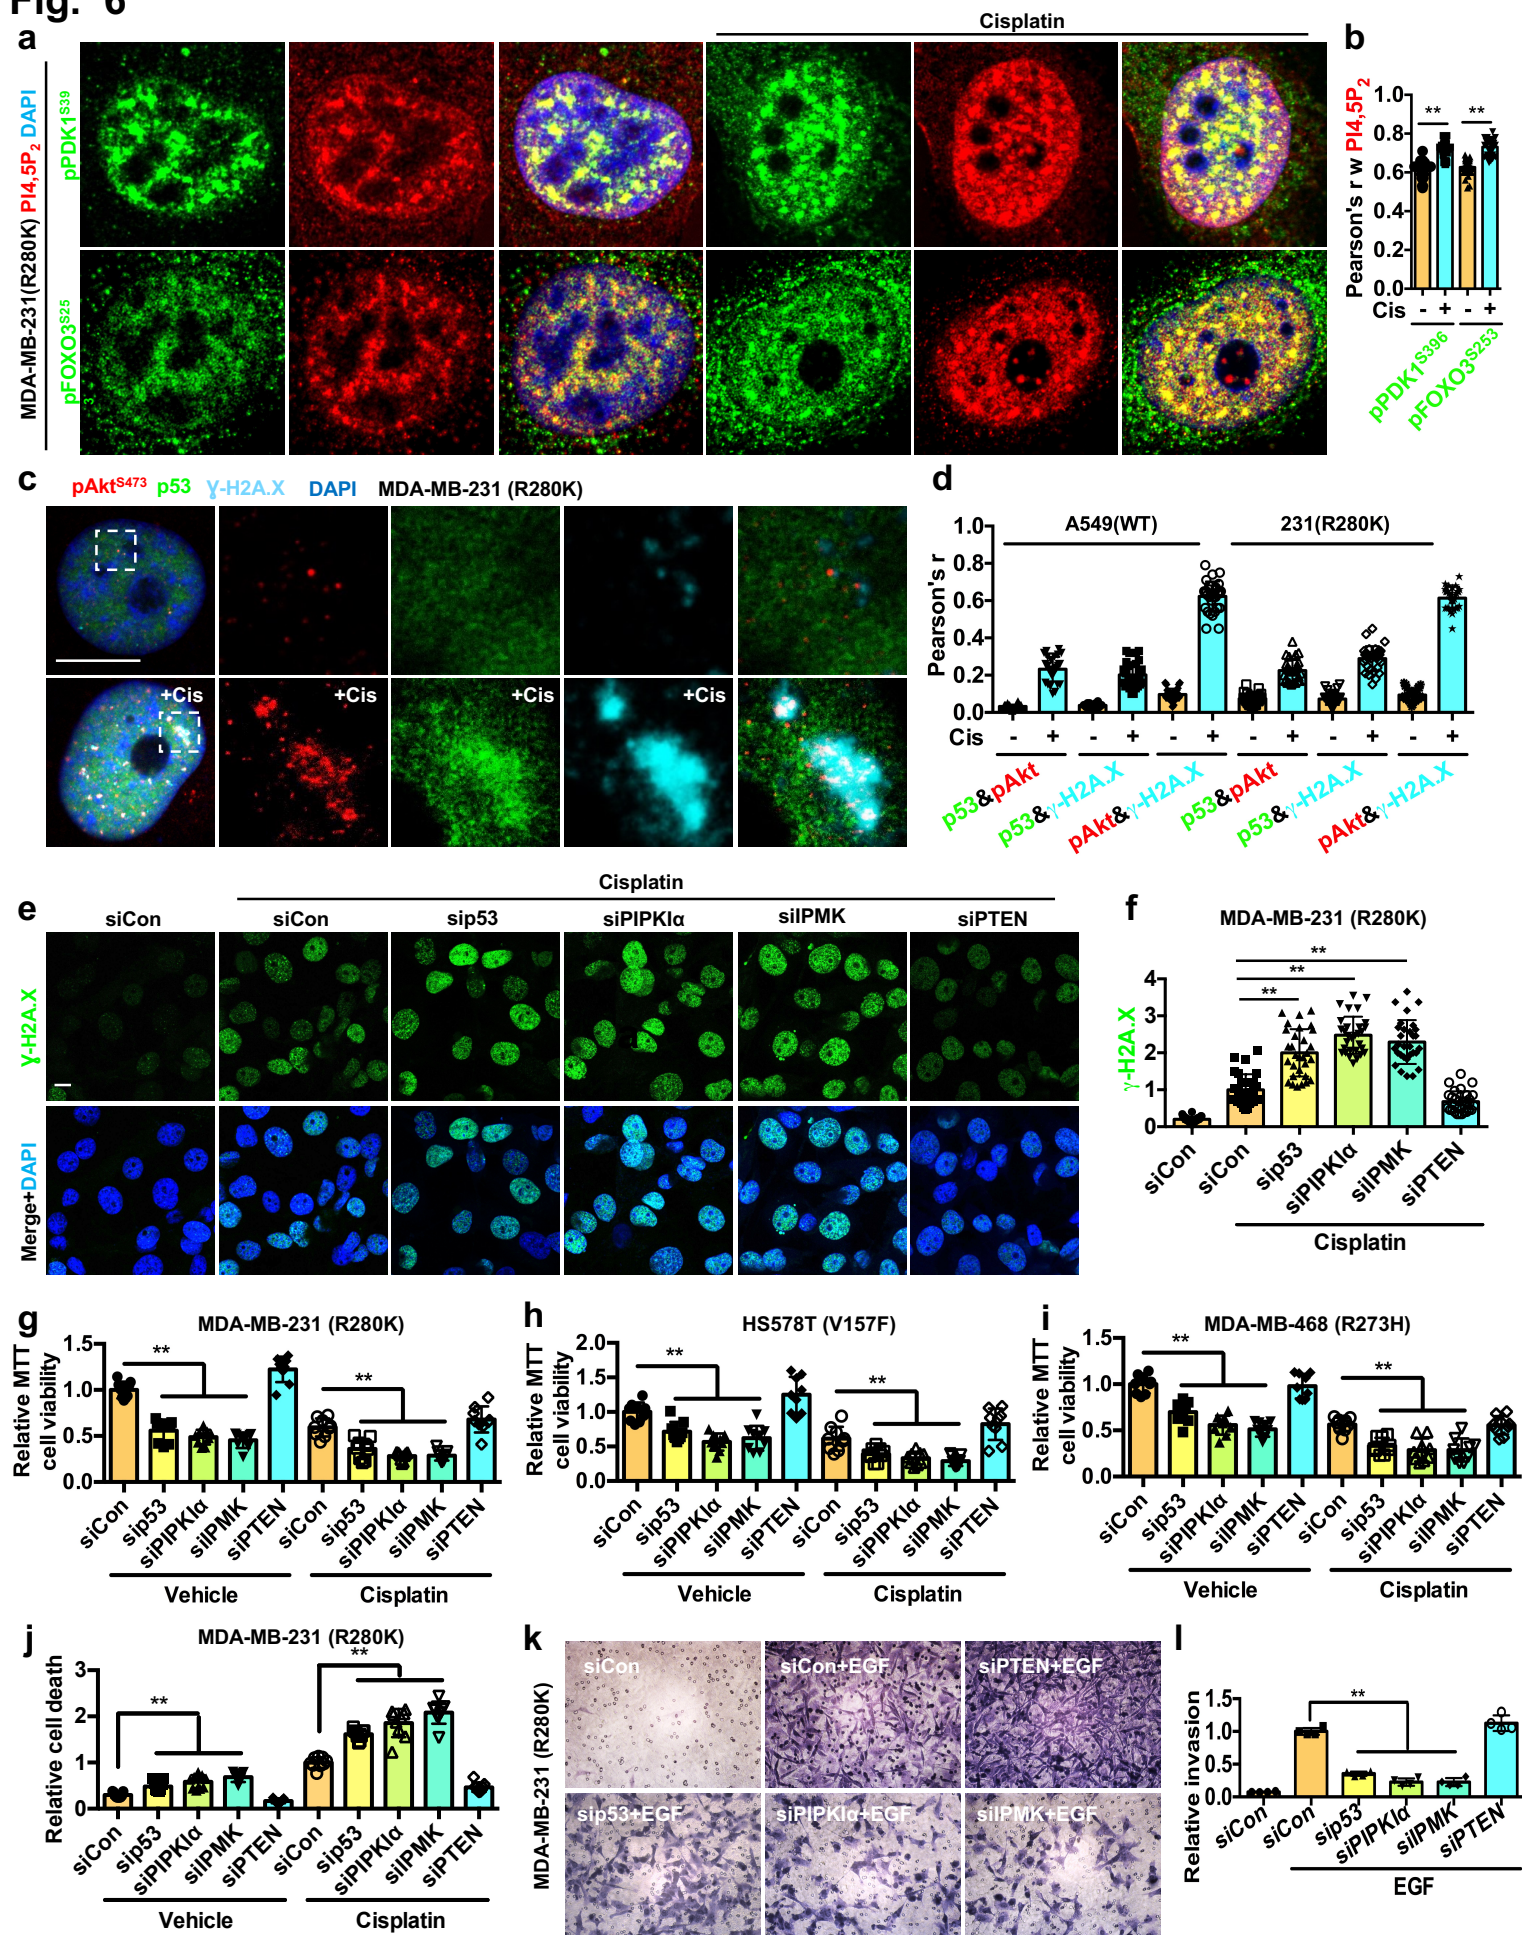 Fig. 6
a
Cisplatin
MDA-MB-231(R280K) PI4,5P2 DAPI
pPDK1S39
pFOXO3S25
3
b
Pearson's r w PI4,5P2
1.0
0.8
0.6
0.4
0.2
0.0
Cis - + - +
pPDK1S396
pFOXO3S253
** **
c
pAktS473 p53 γ-H2A.X DAPI MDA-MB-231 (R280K)
+Cis +Cis +Cis +Cis
d
A549(WT) 231(R280K)
Pearson's r
1.0
0.8
0.6
0.4
0.2
0.0
Cis - + - + - + - + - + - +
p53&pAkt
p53&γ-H2A.X
pAkt&γ-H2A.X
p53&pAkt
p53&γ-H2A.X
pAkt&γ-H2A.X
e
Cisplatin
siCon siCon sip53 siPIPKIα siIPMK siPTEN
γ-H2A.X
Merge+DAPI
f
MDA-MB-231 (R280K)
**
**
**
γ-H2A.X
4
3
2
1
0
siCon siCon sip53 siPIPKIα siIPMK siPTEN
Cisplatin
g
MDA-MB-231 (R280K)
Relative MTT
cell viability
1.5
1.0
0.5
0.0
** **
siCon sip53 siPIPKIα siIPMK siPTEN siCon sip53 siPIPKIα siIPMK siPTEN
Vehicle Cisplatin
h
HS578T (V157F)
Relative MTT
cell viability
2.0
1.5
1.0
0.5
0.0
** **
siCon sip53 siPIPKIα siIPMK siPTEN siCon sip53 siPIPKIα siIPMK siPTEN
Vehicle Cisplatin
i
MDA-MB-468 (R273H)
Relative MTT
cell viability
1.5
1.0
0.5
0.0
** **
siCon sip53 siPIPKIα siIPMK siPTEN siCon sip53 siPIPKIα siIPMK siPTEN
Vehicle Cisplatin
j
MDA-MB-231 (R280K)
Relative cell death
3
2
1
0
** **
siCon sip53 siPIPKIα siIPMK siPTEN siCon sip53 siPIPKIα siIPMK siPTEN
Vehicle Cisplatin
k
MDA-MB-231 (R280K)
siCon siCon+EGF siPTEN+EGF
sip53+EGF siPIPKIα+EGF siIPMK+EGF
l
Relative invasion
1.5
1.0
0.5
0.0
**
siCon siCon sip53 siPIPKIα siIPMK siPTEN
EGF